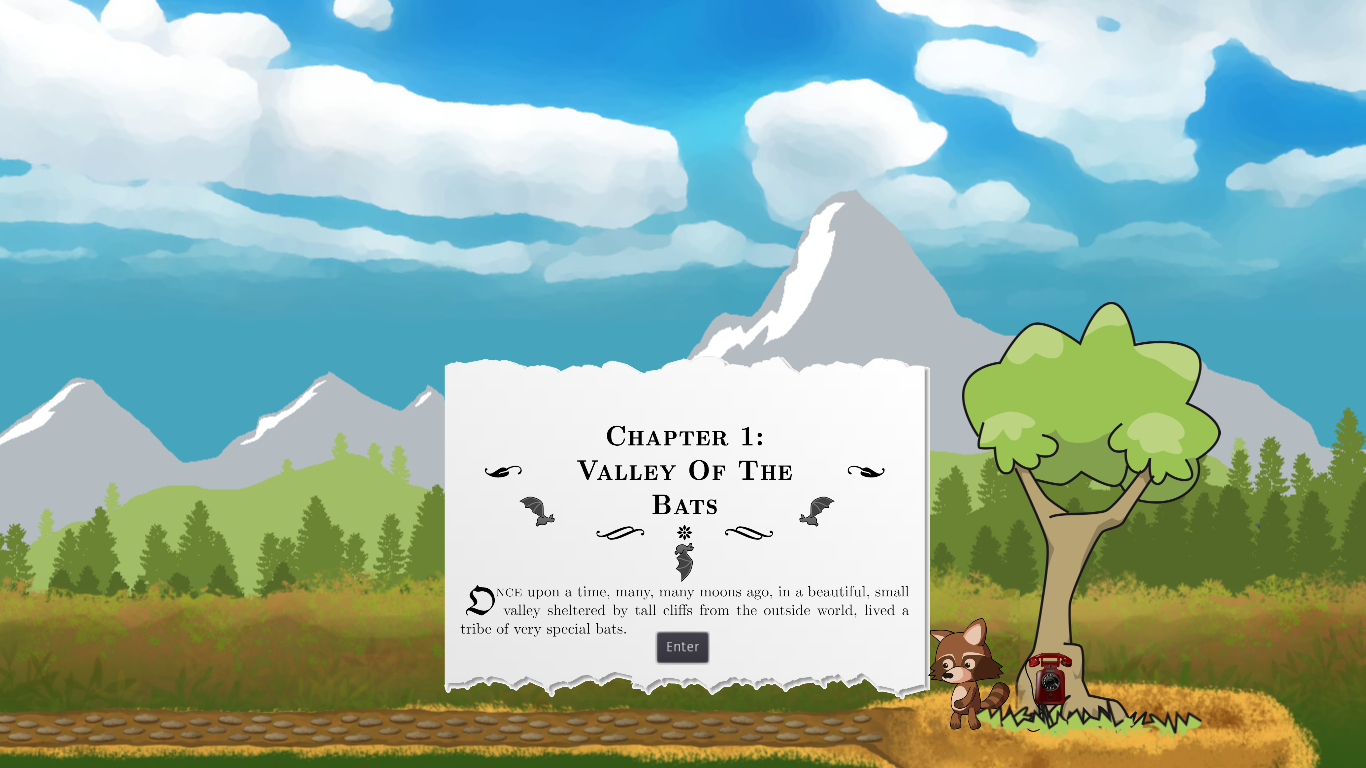 Chapter 1:
Valley Of The
Bats
Once upon a time, many, many moons ago, in a beautiful, small
valley sheltered by tall cliffs from the outside world, lived a
tribe of very special bats.
Enter